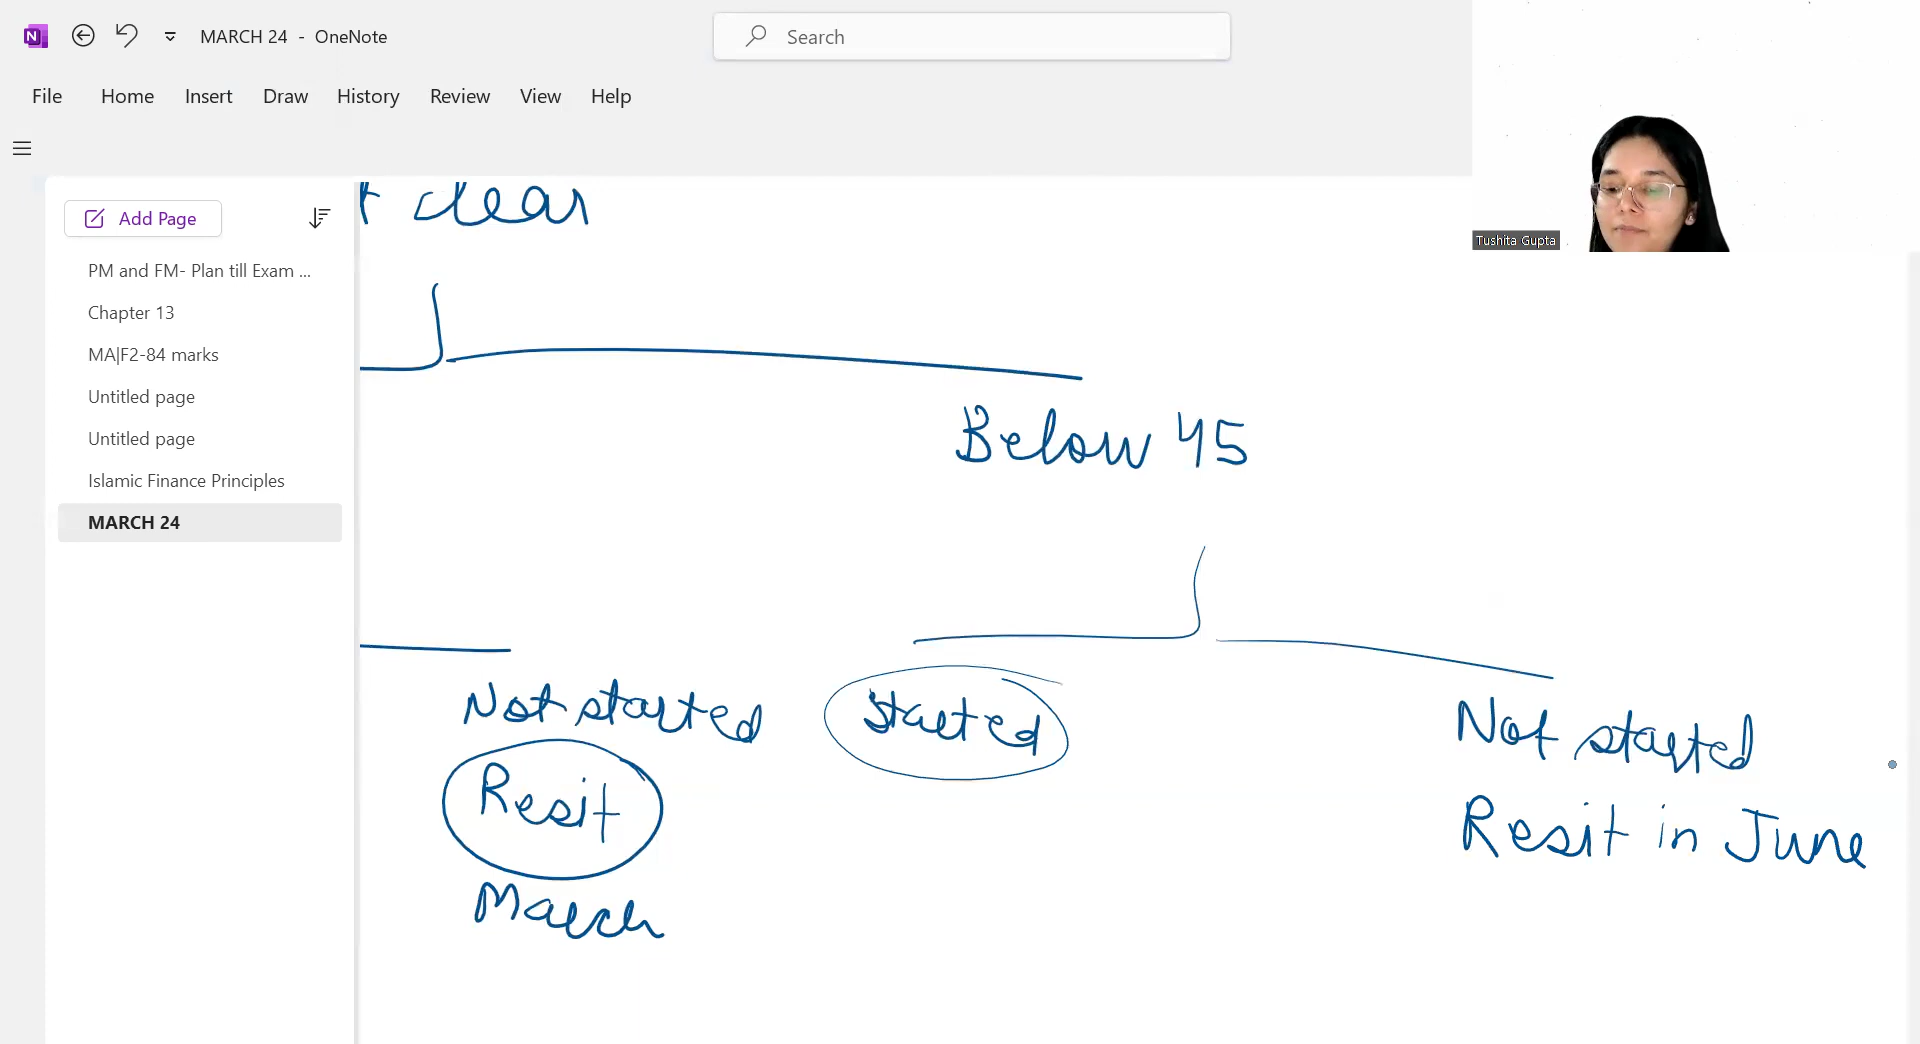 MARCH 24 - OneNote
Search
File Home Insert Draw History Review View Help
Add Page
PM and FM- Plan till Exam ...
Chapter 13
MA|F2-84 marks
Untitled page
Untitled page
Islamic Finance Principles
MARCH 24
Tushita Gupta
clear
Below 45
Not started
Resit
March
Started
Not started
Resit in June